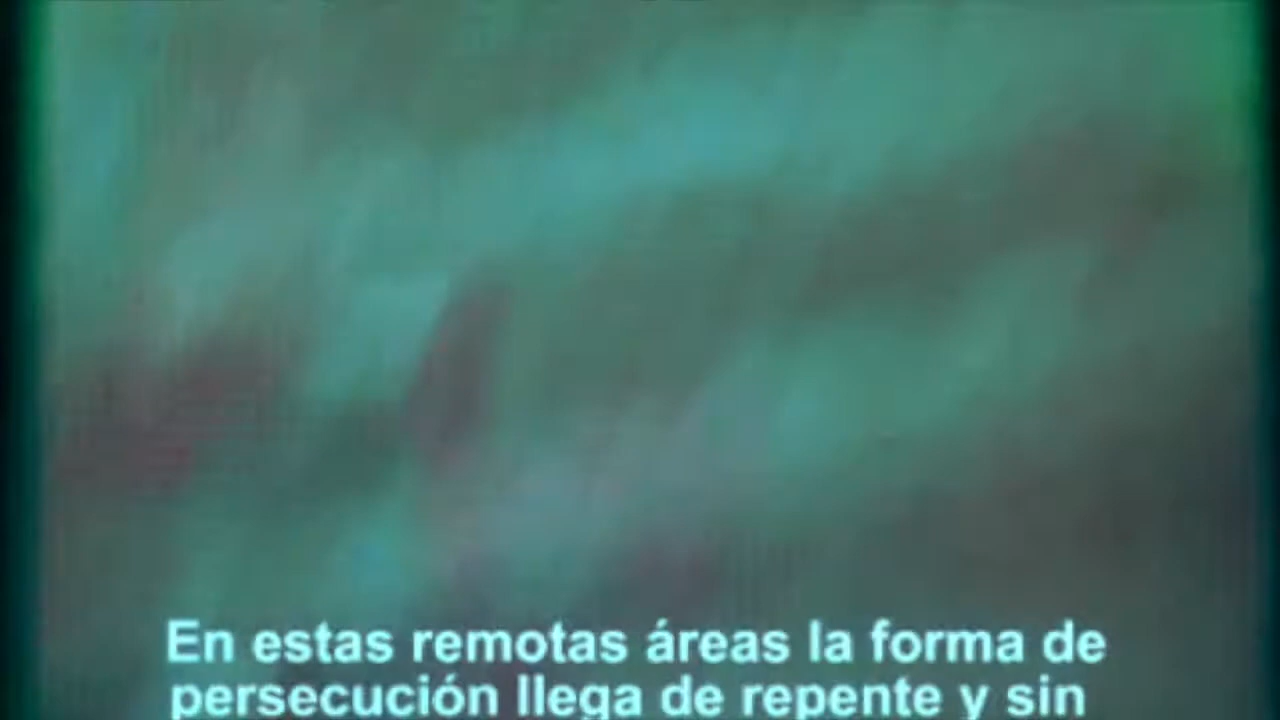 En estas remotas áreas la forma de
persecución llega de repente y sin